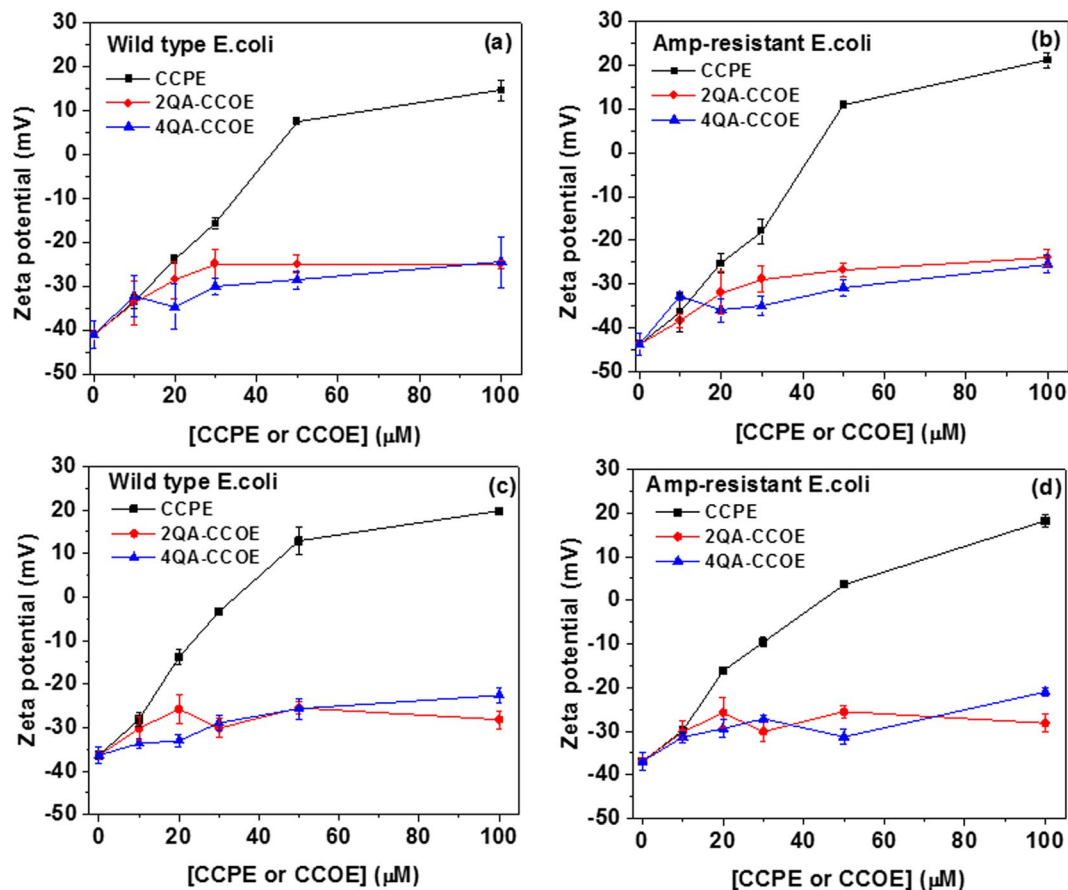 Wild type E.coli
(a)
CCPE
2QA-CCOE
4QA-CCOE
Zeta potential (mV)
30
20
10
0
-10
-20
-30
-40
-50
0 20 40 60 80 100
[CCPE or CCOE] (μM)
Amp-resistant E.coli
(b)
CCPE
2QA-CCOE
4QA-CCOE
Zeta potential (mV)
30
20
10
0
-10
-20
-30
-40
-50
0 20 40 60 80 100
[CCPE or CCOE] (μM)
Wild type E.coli
(c)
CCPE
2QA-CCOE
4QA-CCOE
Zeta potential (mV)
30
20
10
0
-10
-20
-30
-40
-50
0 20 40 60 80 100
[CCPE or CCOE] (μM)
Amp-resistant E.coli
(d)
CCPE
2QA-CCOE
4QA-CCOE
Zeta potential (mV)
30
20
10
0
-10
-20
-30
-40
-50
0 20 40 60 80 100
[CCPE or CCOE] (μM)